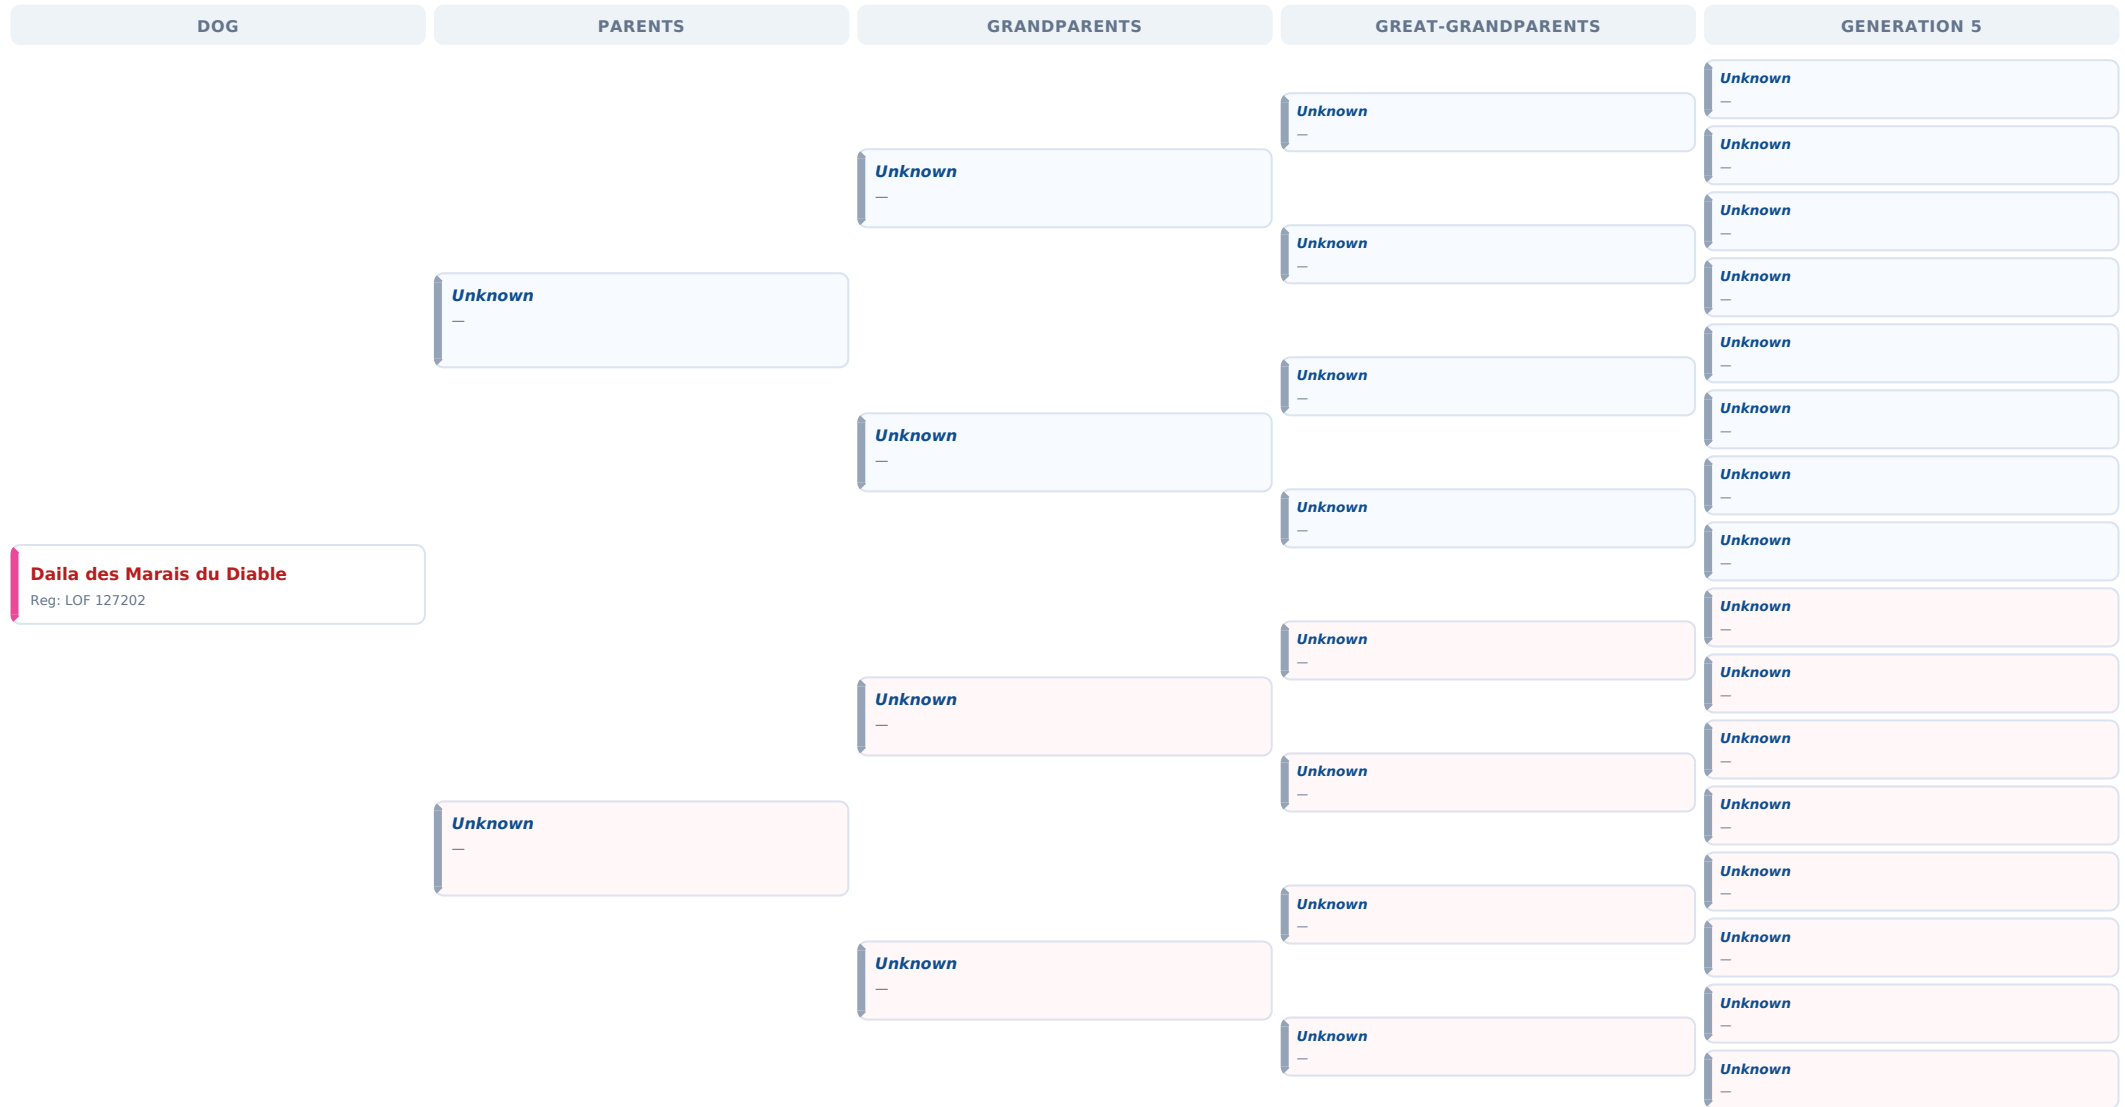 DOG
PARENTS
GRANDPARENTS
GREAT-GRANDPARENTS
GENERATION 5
Daila des Marais du Diable
Reg: LOF 127202
Unknown
—
Unknown
—
Unknown
—
Unknown
—
Unknown
—
Unknown
—
Unknown
—
Unknown
—
Unknown
—
Unknown
—
Unknown
—
Unknown
—
Unknown
—
Unknown
—
Unknown
—
Unknown
—
Unknown
—
Unknown
—
Unknown
—
Unknown
—
Unknown
—
Unknown
—
Unknown
—
Unknown
—
Unknown
—
Unknown
—
Unknown
—
Unknown
—
Unknown
—
Unknown
—